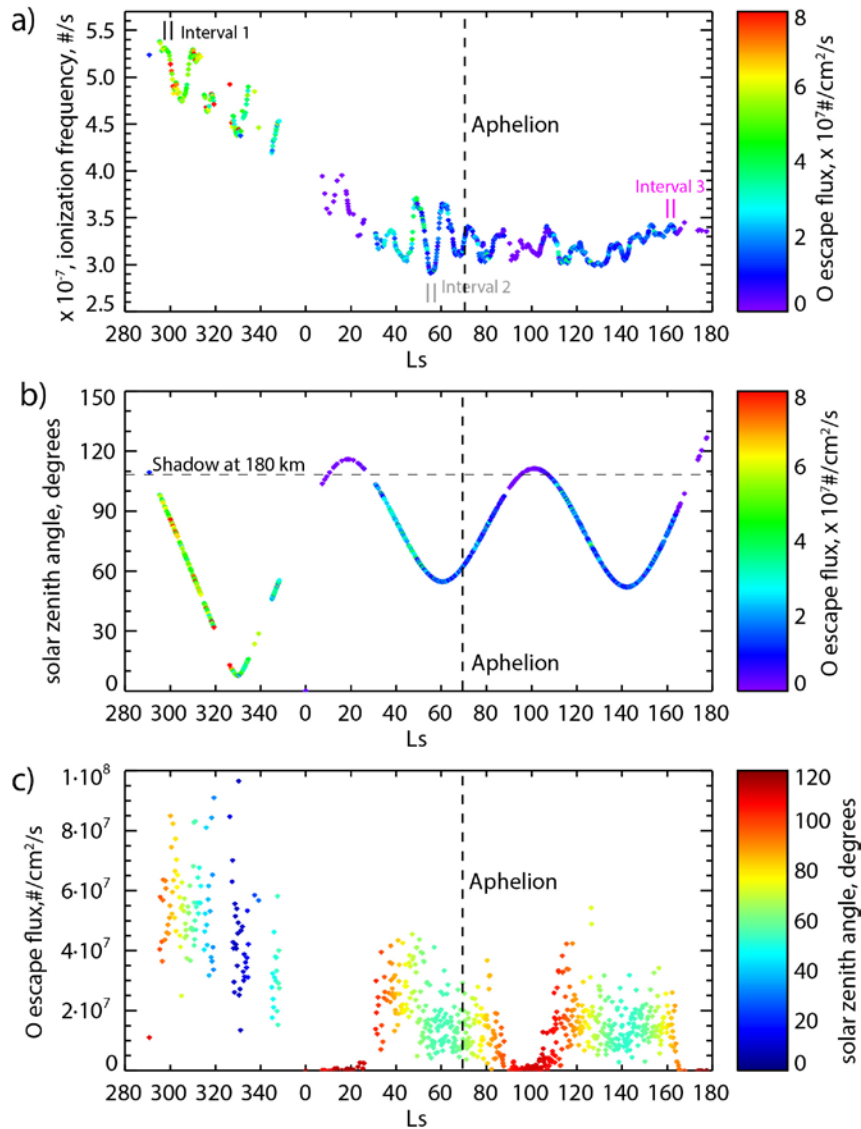 a)
x 10⁻⁷, ionization frequency, #/s
5.5
5.0
4.5
4.0
3.5
3.0
2.5
Interval 1
Aphelion
Interval 3
Interval 2
280 300 320 340 0 20 40 60 80 100 120 140 160 180
Ls
8
6
4
2
0
O escape flux, x 10⁷#/cm²/s
b)
solar zenith angle, degrees
150
120
90
60
30
0
Shadow at 180 km
Aphelion
280 300 320 340 0 20 40 60 80 100 120 140 160 180
Ls
8
6
4
2
0
O escape flux, x 10⁷#/cm²/s
c)
O escape flux,#/cm²/s
1·10⁸
8·10⁷
6·10⁷
4·10⁷
2·10⁷
0
Aphelion
280 300 320 340 0 20 40 60 80 100 120 140 160 180
Ls
120
100
80
60
40
20
0
solar zenith angle, degrees